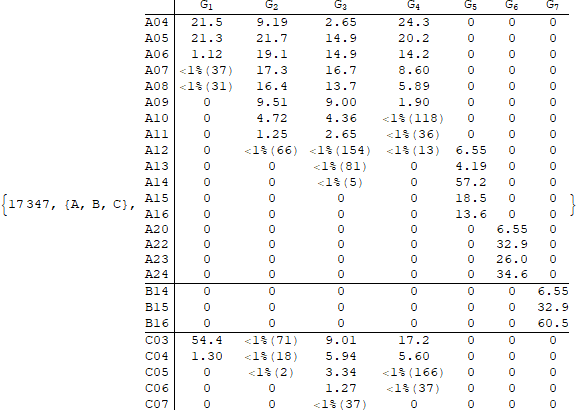 G1 G2 G3 G4 G5 G6 G7
A04 21.5 9.19 2.65 24.3 0 0 0
A05 21.3 21.7 14.9 20.2 0 0 0
A06 1.12 19.1 14.9 14.2 0 0 0
A07 <1%(37) 17.3 16.7 8.60 0 0 0
A08 <1%(31) 16.4 13.7 5.89 0 0 0
A09 0 9.51 9.00 1.90 0 0 0
A10 0 4.72 4.36 <1%(118) 0 0 0
A11 0 1.25 2.65 <1%(36) 0 0 0
A12 0 <1%(66) <1%(154) <1%(13) 6.55 0 0
A13 0 0 <1%(81) 0 4.19 0 0
A14 0 0 <1%(5) 0 57.2 0 0
A15 0 0 0 0 18.5 0 0
{17347, {A, B, C}, A16 0 0 0 0 13.6 0 0 }
A20 0 0 0 0 0 6.55 0
A22 0 0 0 0 0 32.9 0
A23 0 0 0 0 0 26.0 0
A24 0 0 0 0 0 34.6 0
B14 0 0 0 0 0 0 6.55
B15 0 0 0 0 0 0 32.9
B16 0 0 0 0 0 0 60.5
C03 54.4 <1%(71) 9.01 17.2 0 0 0
C04 1.30 <1%(18) 5.94 5.60 0 0 0
C05 0 <1%(2) 3.34 <1%(166) 0 0 0
C06 0 0 1.27 <1%(37) 0 0 0
C07 0 0 <1%(37) 0 0 0 0